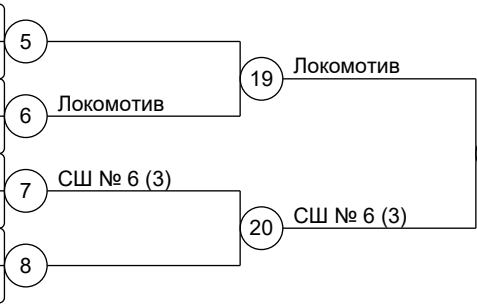 5
19 Локомотив
6 Локомотив
7 СШ № 6 (3)
20 СШ № 6 (3)
8